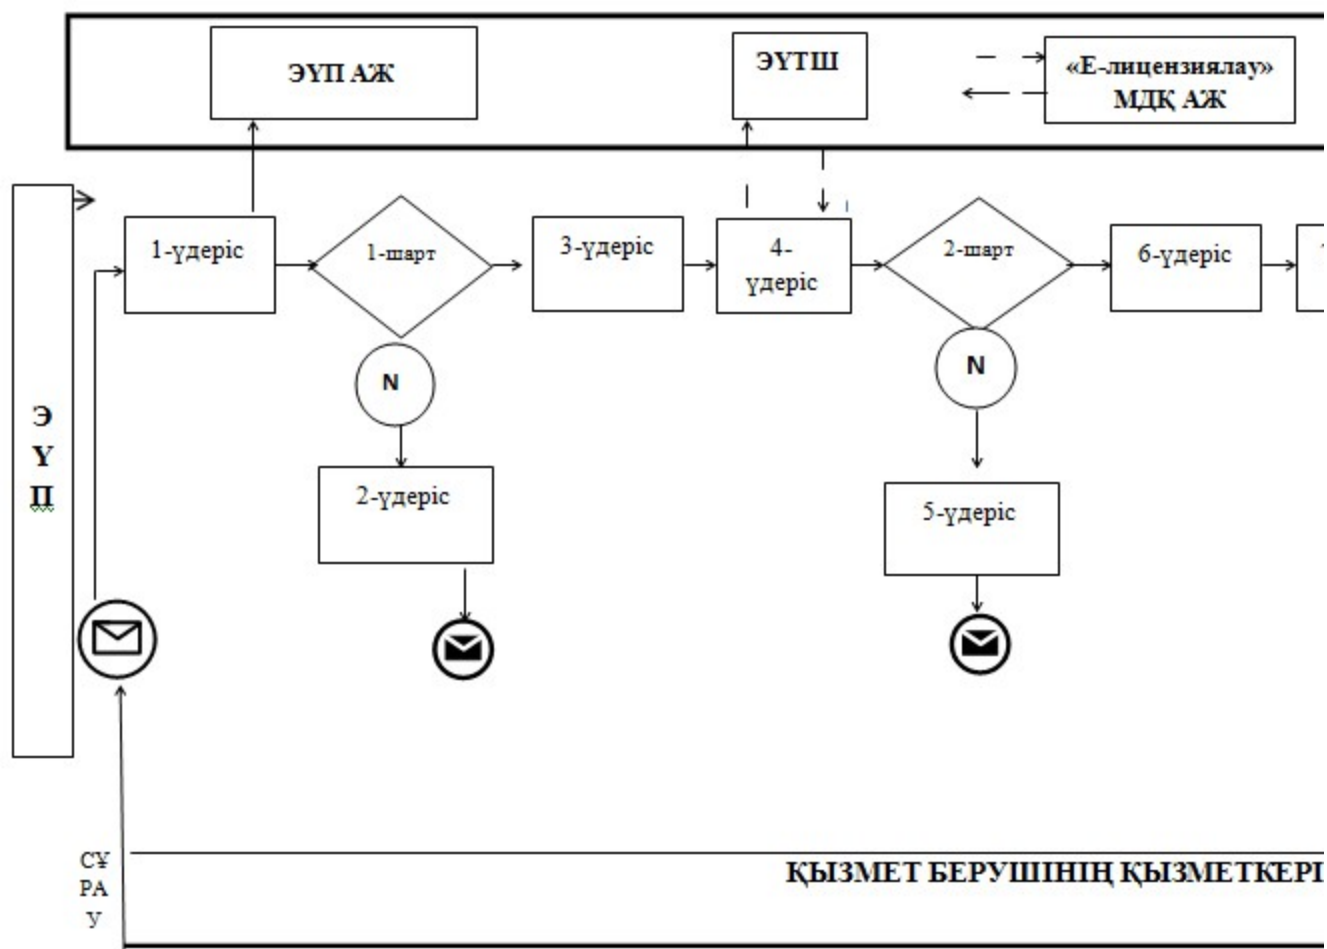 ЭҮП АЖ
ЭҮТШ
«Е-лицензиялау»
МДҚ АЖ
1-үдеріс
1-шарт
3-үдеріс
4-
үдеріс
2-шарт
6-үдеріс
N
N
Э
Ү
П
2-үдеріс
5-үдеріс
СҰ
РА
У
ҚЫЗМЕТ БЕРУШІНІҢ ҚЫЗМЕТКЕРІ